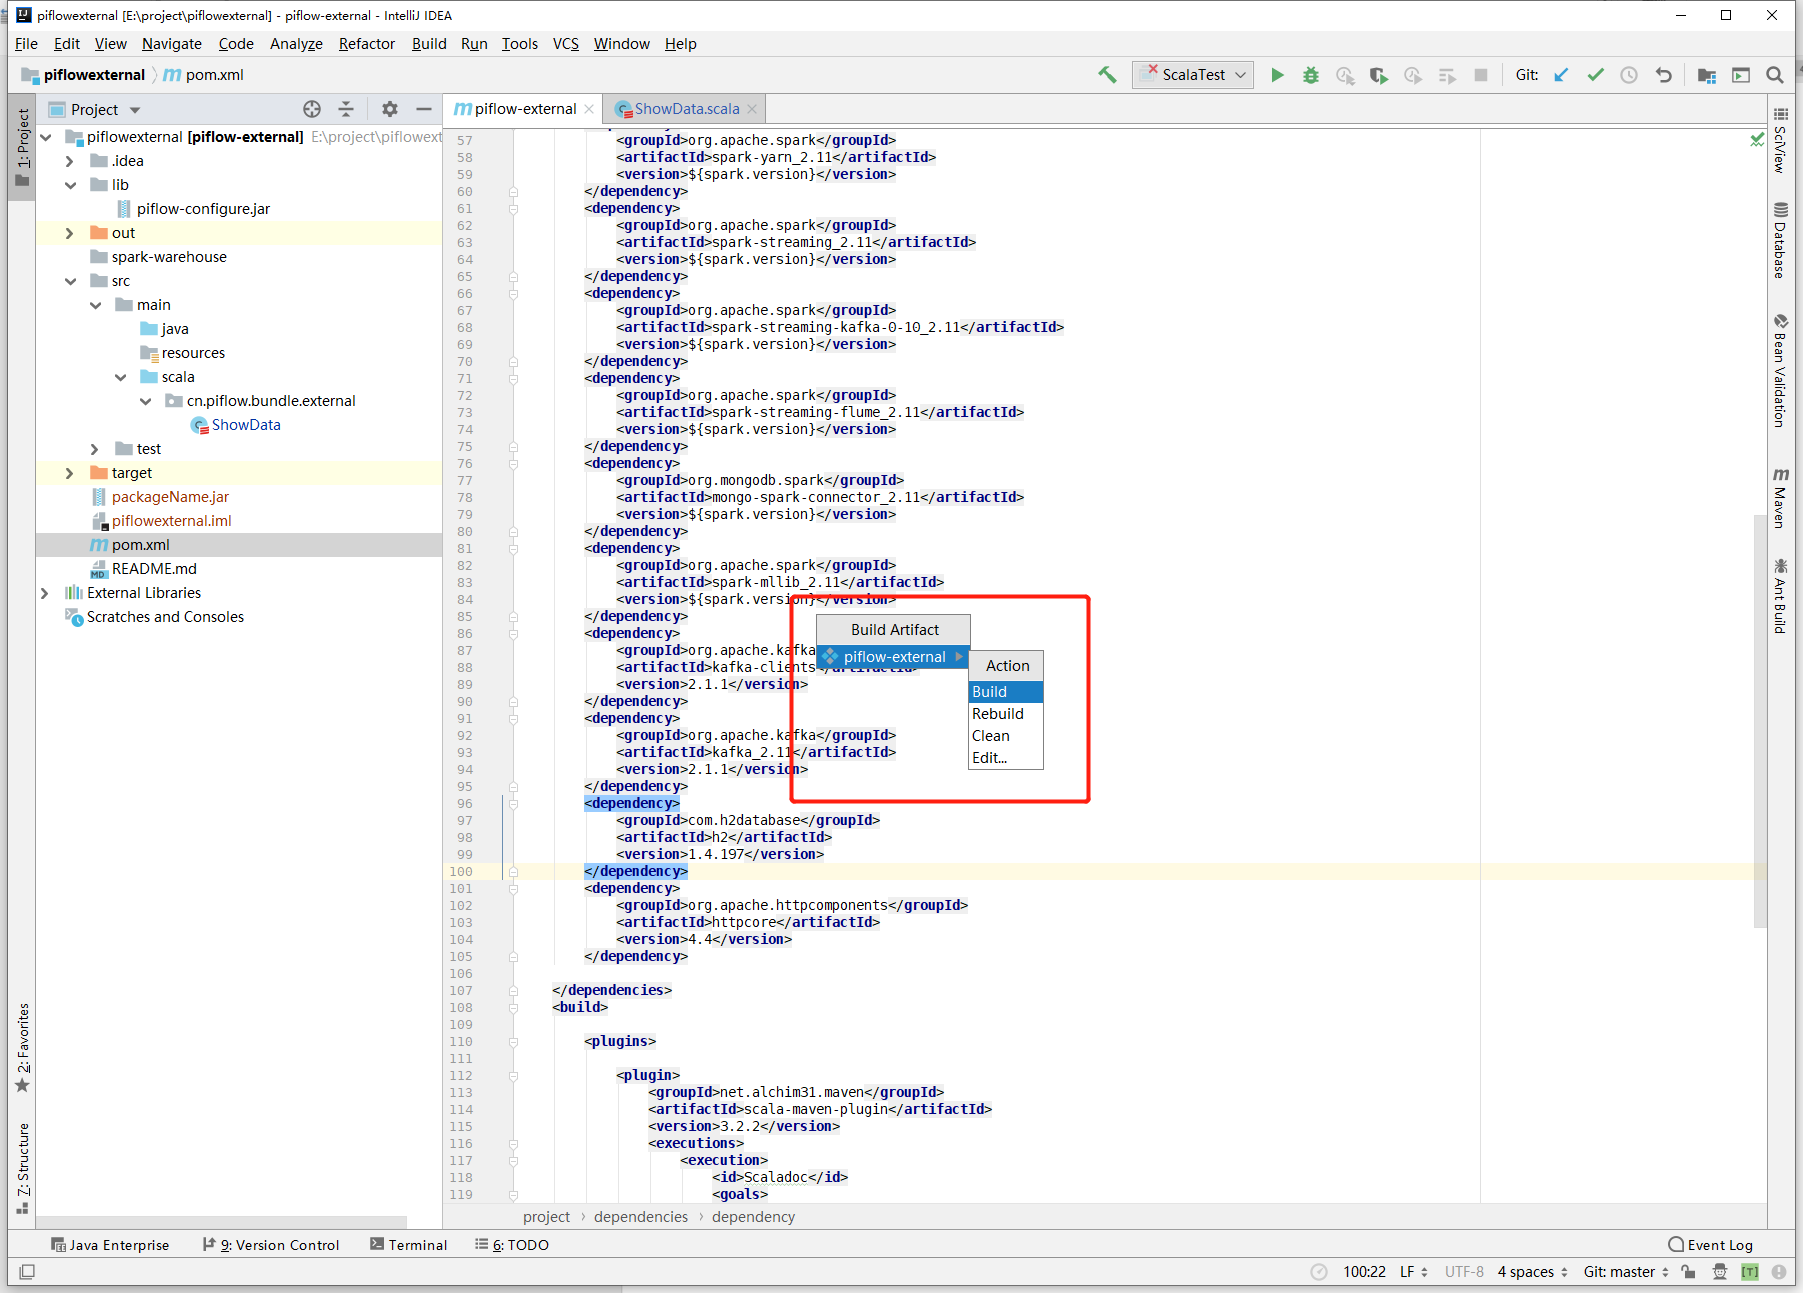 piflowexternal [E:\project\piflowexternal] - piflow-external - IntelliJ IDEA
File Edit View Navigate Code Analyze Refactor Build Run Tools VCS Window Help
piflowexternal pom.xml ScalaTest Git:
1: Project
Project
piflowexternal [piflow-external] E:\project\piflowext
.idea
lib
piflow-configure.jar
out
spark-warehouse
src
main
java
resources
scala
cn.piflow.bundle.external
ShowData
test
target
packageName.jar
piflowexternal.iml
pom.xml
README.md
External Libraries
Scratches and Consoles
2: Favorites
7: Structure
piflow-external ShowData.scala
57 <groupId>org.apache.spark</groupId>
58 <artifactId>spark-yarn_2.11</artifactId>
59 <version>${spark.version}</version>
60 </dependency>
61 <dependency>
62 <groupId>org.apache.spark</groupId>
63 <artifactId>spark-streaming_2.11</artifactId>
64 <version>${spark.version}</version>
65 </dependency>
66 <dependency>
67 <groupId>org.apache.spark</groupId>
68 <artifactId>spark-streaming-kafka-0-10_2.11</artifactId>
69 <version>${spark.version}</version>
70 </dependency>
71 <dependency>
72 <groupId>org.apache.spark</groupId>
73 <artifactId>spark-streaming-flume_2.11</artifactId>
74 <version>${spark.version}</version>
75 </dependency>
76 <dependency>
77 <groupId>org.mongodb.spark</groupId>
78 <artifactId>mongo-spark-connector_2.11</artifactId>
79 <version>${spark.version}</version>
80 </dependency>
81 <dependency>
82 <groupId>org.apache.spark</groupId>
83 <artifactId>spark-mllib_2.11</artifactId>
84 <version>${spark.version}</version>
85 </dependency>
86 <dependency>
87 <groupId>org.apache.kafka
88 <artifactId>kafka-clients</artifactId>
89 <version>2.1.1</version>
90 </dependency>
91 <dependency>
92 <groupId>org.apache.kafka</groupId>
93 <artifactId>kafka_2.11</artifactId>
94 <version>2.1.1</version>
95 </dependency>
96 <dependency>
97 <groupId>com.h2database</groupId>
98 <artifactId>h2</artifactId>
99 <version>1.4.197</version>
100 </dependency>
101 <dependency>
102 <groupId>org.apache.httpcomponents</groupId>
103 <artifactId>httpcore</artifactId>
104 <version>4.4</version>
105 </dependency>
106
107 </dependencies>
108 <build>
109
110 <plugins>
111
112 <plugin>
113 <groupId>net.alchim31.maven</groupId>
114 <artifactId>scala-maven-plugin</artifactId>
115 <version>3.2.2</version>
116 <executions>
117 <execution>
118 <id>Scaladoc</id>
119 <goals>
Build Artifact
piflow-external
Action
Build
Rebuild
Clean
Edit...
project › dependencies › dependency
SciView
Database
Bean Validation
Maven
Ant Build
Java Enterprise 9: Version Control Terminal 6: TODO Event Log
100:22 LF UTF-8 4 spaces Git: master [T]